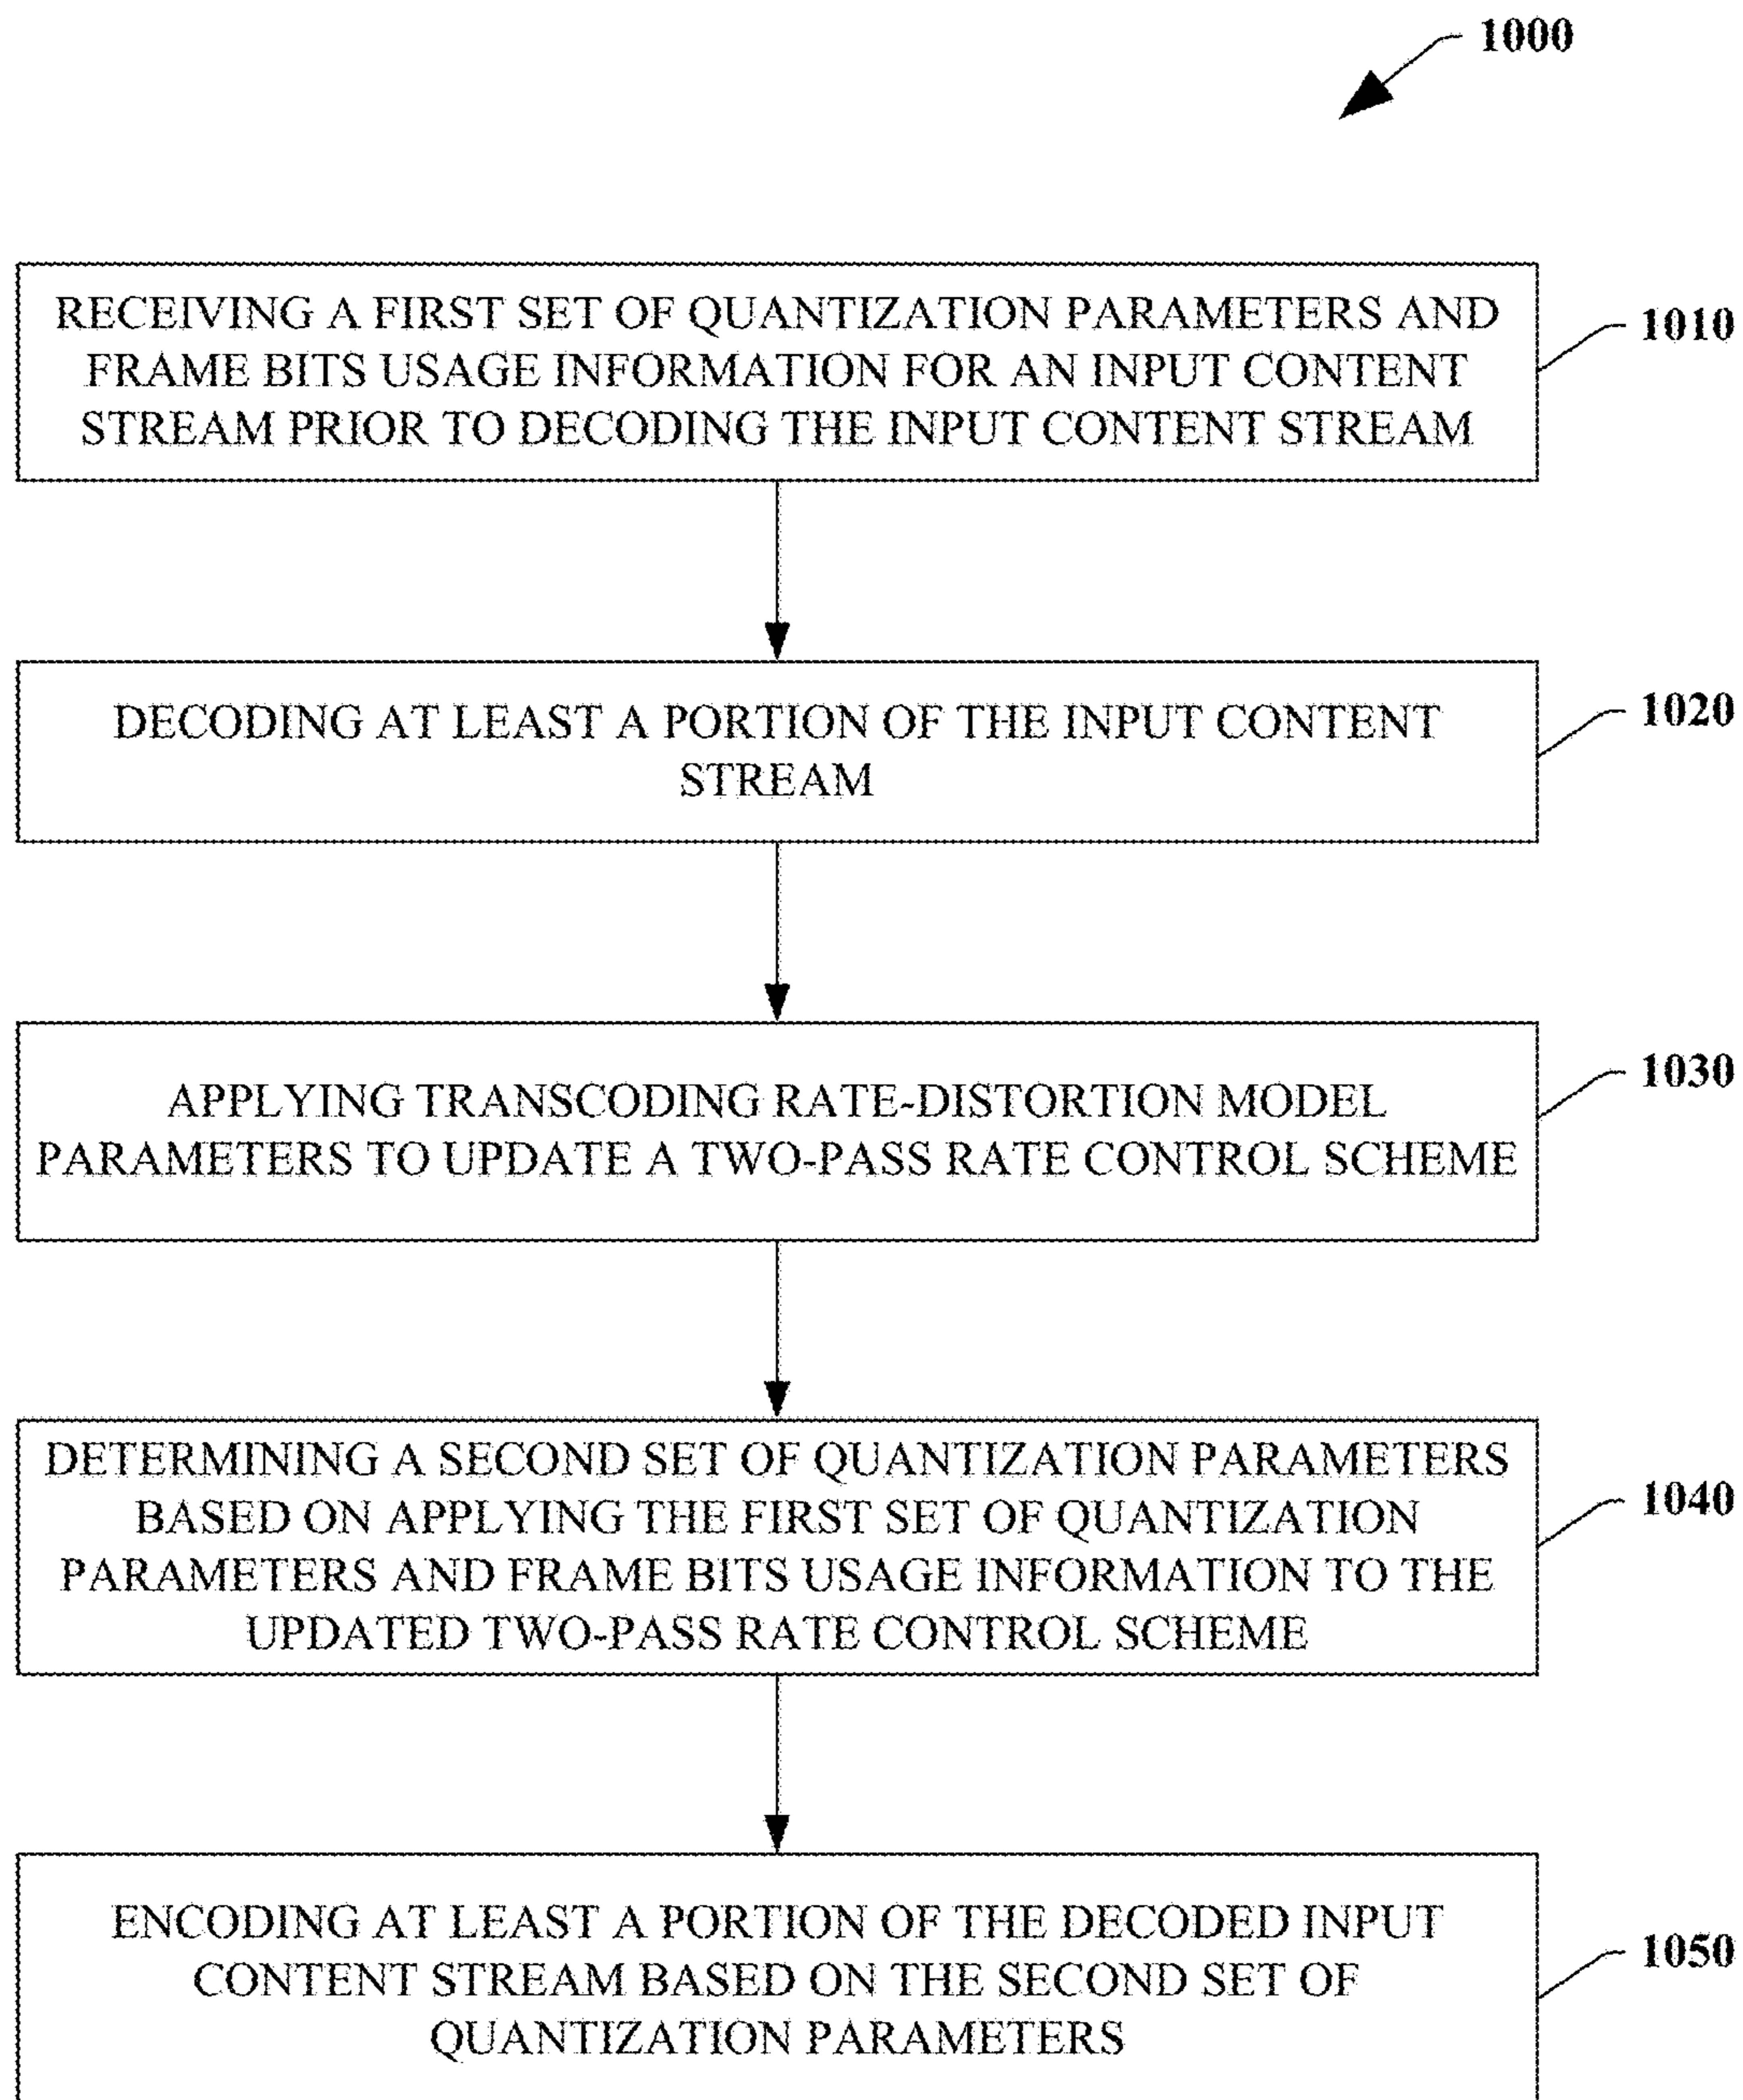 1000
RECEIVING A FIRST SET OF QUANTIZATION PARAMETERS AND
FRAME BITS USAGE INFORMATION FOR AN INPUT CONTENT
STREAM PRIOR TO DECODING THE INPUT CONTENT STREAM
1010
DECODING AT LEAST A PORTION OF THE INPUT CONTENT
STREAM
1020
APPLYING TRANSCODING RATE-DISTORTION MODEL
PARAMETERS TO UPDATE A TWO-PASS RATE CONTROL SCHEME
1030
DETERMINING A SECOND SET OF QUANTIZATION PARAMETERS
BASED ON APPLYING THE FIRST SET OF QUANTIZATION
PARAMETERS AND FRAME BITS USAGE INFORMATION TO THE
UPDATED TWO-PASS RATE CONTROL SCHEME
1040
ENCODING AT LEAST A PORTION OF THE DECODED INPUT
CONTENT STREAM BASED ON THE SECOND SET OF
QUANTIZATION PARAMETERS
1050